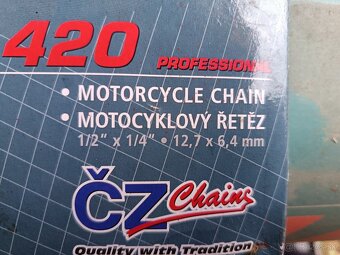 420 PROFESSIONAL
• MOTORCYCLE CHAIN
• MOTOCYKLOVÝ ŘETĚZ
1/2" x 1/4" • 12,7 x 6,4 mm
ČZ Chains
Quality with Tradition